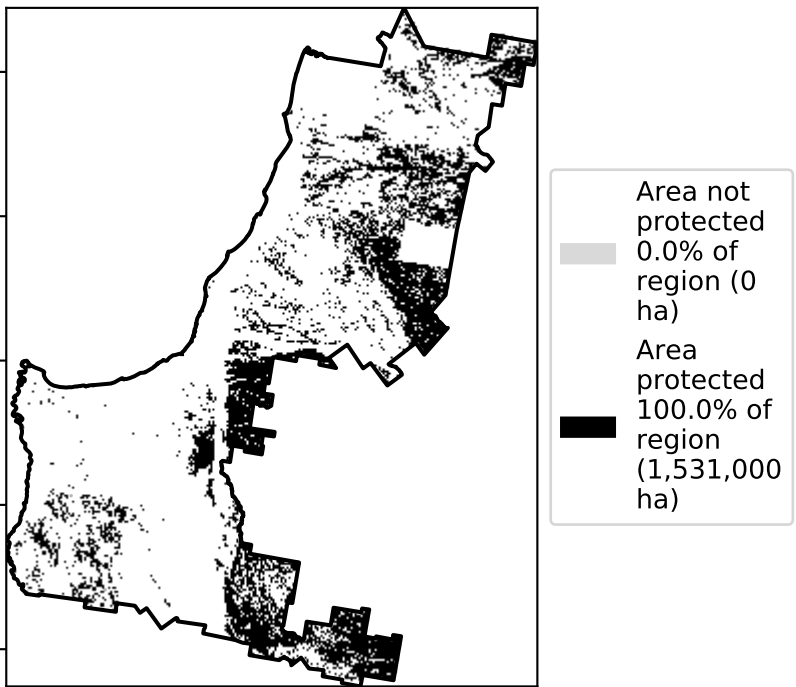 Area not
protected
0.0% of
region (0
ha)
Area
protected
100.0% of
region
(1,531,000
ha)